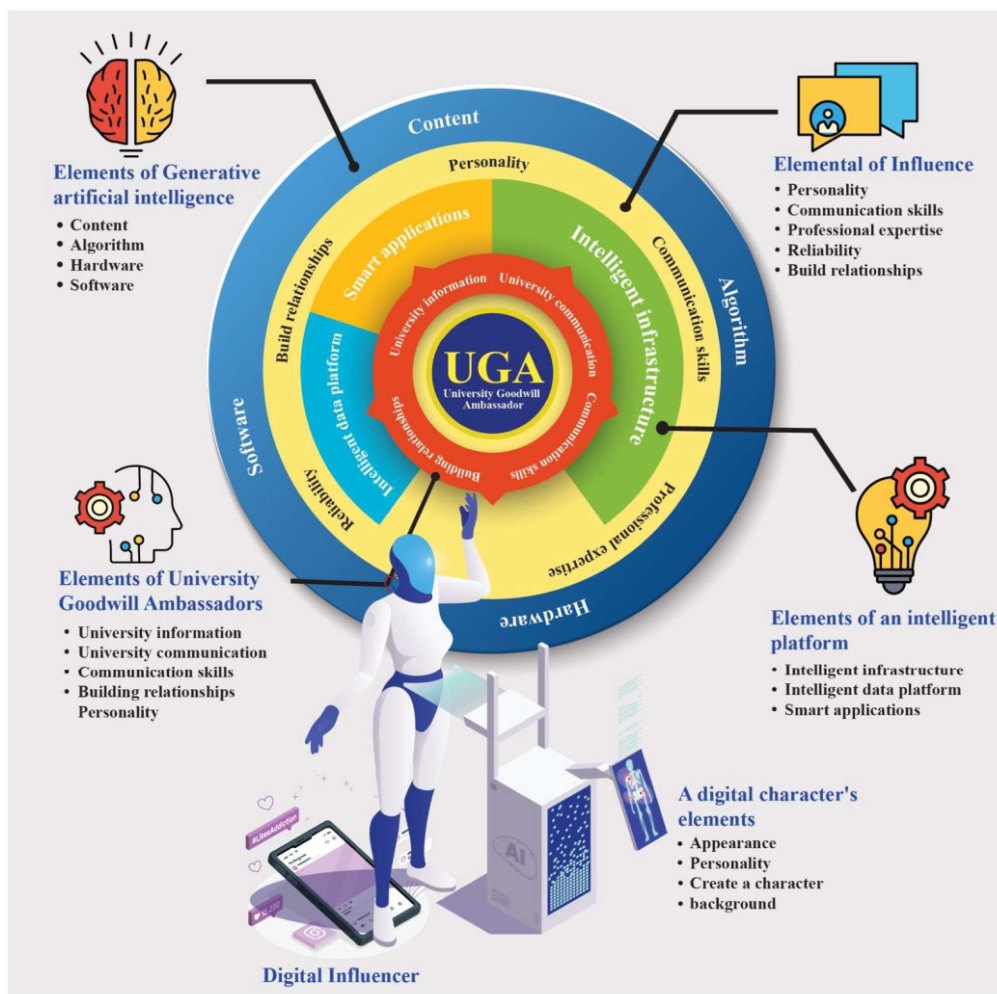 Elements of Generative
artificial intelligence
• Content
• Algorithm
• Hardware
• Software
Elemental of Influence
• Personality
• Communication skills
• Professional expertise
• Reliability
• Build relationships
Content
Algorithm
Hardware
Software
Personality
Communication skills
Professional expertise
Reliability
Build relationships
Smart applications
Intelligent infrastructure
Intelligent data platform
University information
University communication
Communication skills
Building relationships
UGA
University Goodwill
Ambassador
Elements of University
Goodwill Ambassadors
• University information
• University communication
• Communication skills
• Building relationships
Personality
Elements of an intelligent
platform
• Intelligent infrastructure
• Intelligent data platform
• Smart applications
A digital character's
elements
• Appearance
• Personality
• Create a character
• background
#LikeAddiction
AI
Digital Influencer